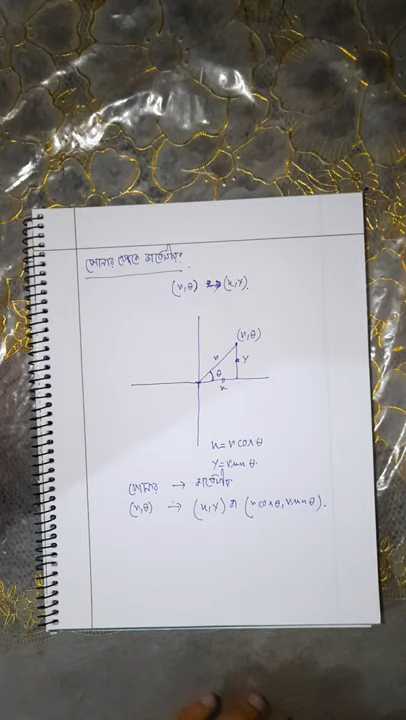 পোলার থেকে কার্তেসীয়:
(r,θ) → (x,y).
(r,θ)
r
y
θ
x
x = r cos θ
y = r sin θ.
পোলার → কার্তেসীয়
(r,θ) → (x,y) বা (r cos θ, r sin θ).